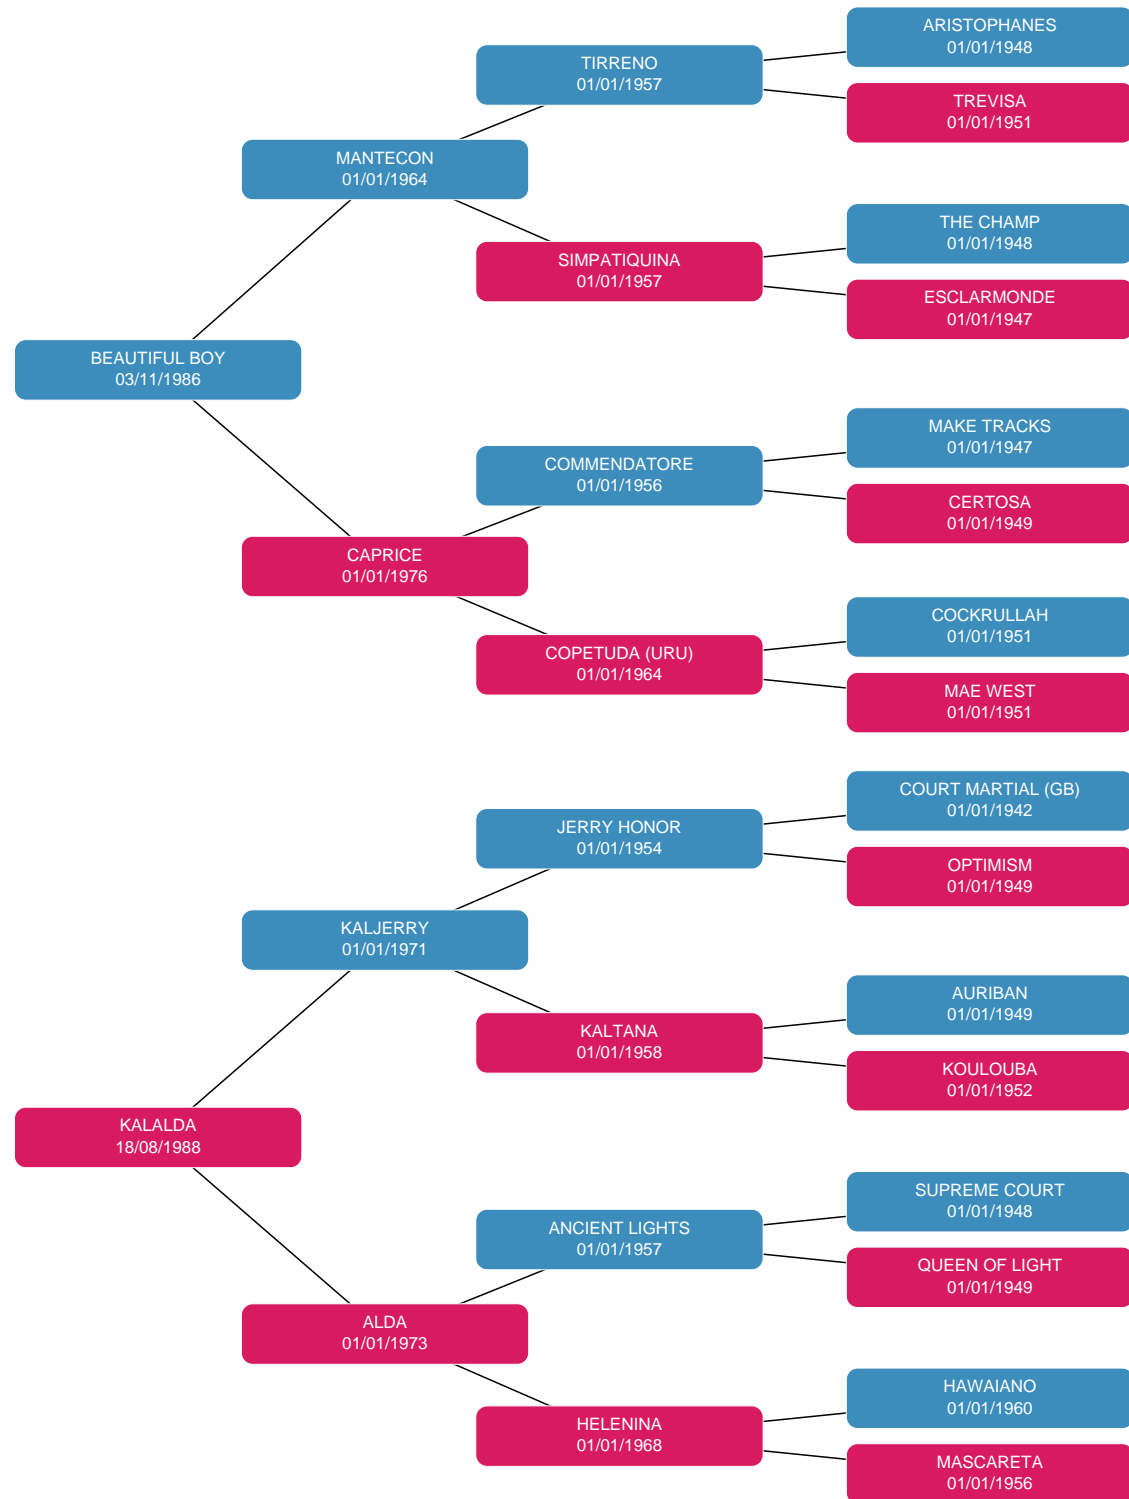 ARISTOPHANES
01/01/1948
TIRRENO
01/01/1957
TREVISA
01/01/1951
MANTECON
01/01/1964
THE CHAMP
01/01/1948
SIMPATIQUINA
01/01/1957
ESCLARMONDE
01/01/1947
BEAUTIFUL BOY
03/11/1986
MAKE TRACKS
01/01/1947
COMMENDATORE
01/01/1956
CERTOSA
01/01/1949
CAPRICE
01/01/1976
COCKRULLAH
01/01/1951
COPETUDA (URU)
01/01/1964
MAE WEST
01/01/1951
COURT MARTIAL (GB)
01/01/1942
JERRY HONOR
01/01/1954
OPTIMISM
01/01/1949
KALJERRY
01/01/1971
AURIBAN
01/01/1949
KALTANA
01/01/1958
KOULOUBA
01/01/1952
KALALDA
18/08/1988
SUPREME COURT
01/01/1948
ANCIENT LIGHTS
01/01/1957
QUEEN OF LIGHT
01/01/1949
ALDA
01/01/1973
HAWAIANO
01/01/1960
HELENINA
01/01/1968
MASCARETA
01/01/1956